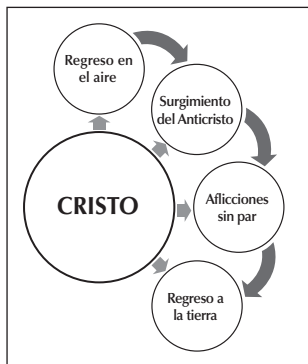 Regreso en
el aire
Surgimiento
del Anticristo
CRISTO
Aflicciones
sin par
Regreso a
la tierra